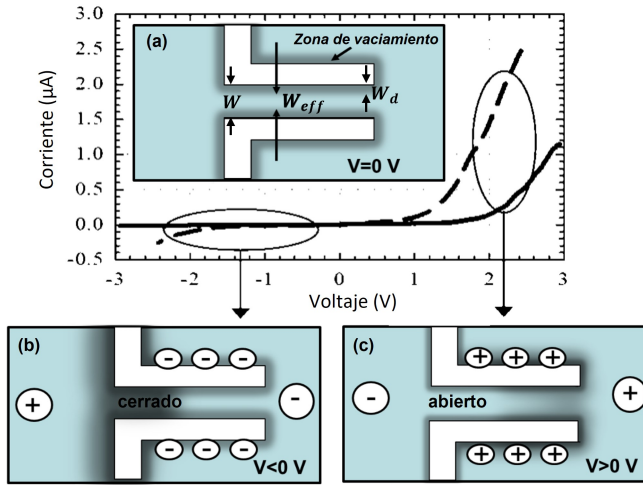 3.0
2.5
2.0
1.5
1.0
0.5
0.0
-0.5
Corriente (µA)
(a)
Zona de vaciamiento
W
W_eff
W_d
V=0 V
-3 -2 -1 0 1 2 3
Voltaje (V)
(b)
- - -
+
cerrado
-
- - -
V<0 V
(c)
+ + +
-
abierto
+
+ + +
V>0 V